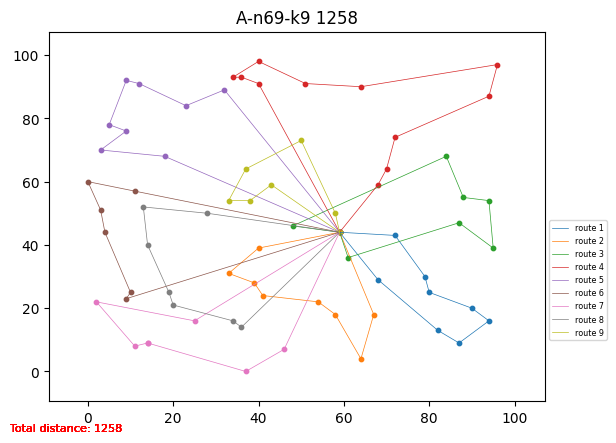 A-n69-k9 1258
100
80
60
40
20
0
0 20 40 60 80 100
route 1
route 2
route 3
route 4
route 5
route 6
route 7
route 8
route 9
Total distance: 1258